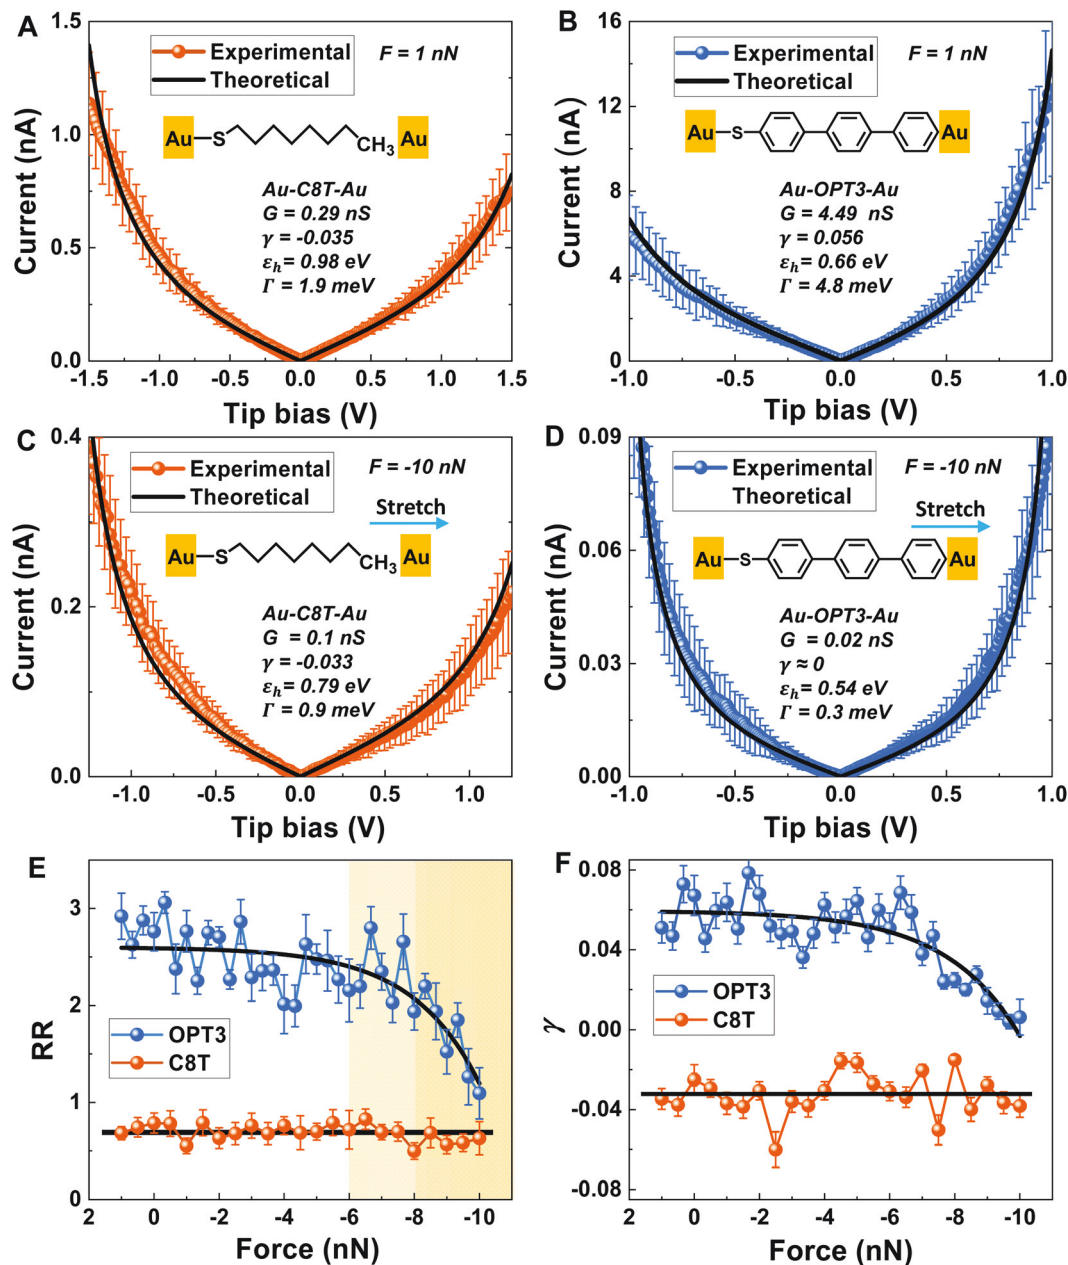 A
Experimental
Theoretical
F = 1 nN
Au
S
CH3
Au
Au-C8T-Au
G = 0.29 nS
γ = -0.035
εh = 0.98 eV
Γ = 1.9 meV
Current (nA)
1.5
1.0
0.5
0.0
-1.5 -1.0 -0.5 0.0 0.5 1.0 1.5
Tip bias (V)
B
Experimental
Theoretical
F = 1 nN
Au
S
Au
Au-OPT3-Au
G = 4.49 nS
γ = 0.056
εh = 0.66 eV
Γ = 4.8 meV
Current (nA)
16
12
8
4
0
-1.0 -0.5 0.0 0.5 1.0
Tip bias (V)
C
Experimental
Theoretical
F = -10 nN
Stretch
Au
S
CH3
Au
Au-C8T-Au
G = 0.1 nS
γ = -0.033
εh = 0.79 eV
Γ = 0.9 meV
Current (nA)
0.4
0.2
0.0
-1.0 -0.5 0.0 0.5 1.0
Tip bias (V)
D
Experimental
Theoretical
F = -10 nN
Stretch
Au
S
Au
Au-OPT3-Au
G = 0.02 nS
γ ≈ 0
εh = 0.54 eV
Γ = 0.3 meV
Current (nA)
0.09
0.06
0.03
0.00
-1.0 -0.5 0.0 0.5 1.0
Tip bias (V)
E
OPT3
C8T
RR
3
2
1
0
2 0 -2 -4 -6 -8 -10
Force (nN)
F
OPT3
C8T
γ
0.08
0.04
0.00
-0.04
-0.08
2 0 -2 -4 -6 -8 -10
Force (nN)